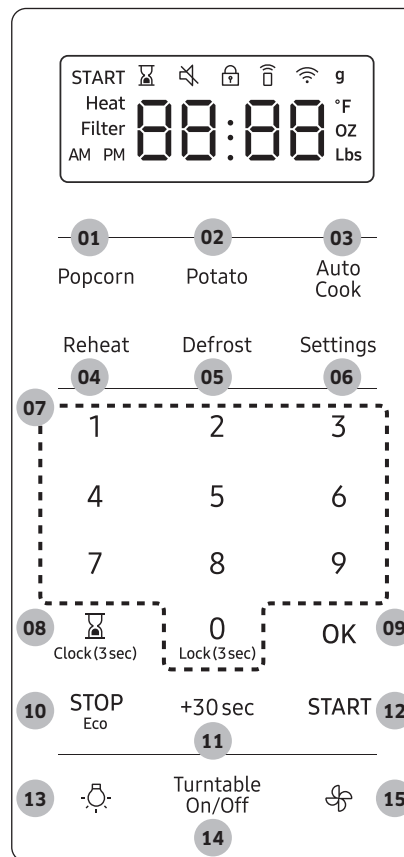 START g
Heat °F
Filter 88:88 OZ
AM PM Lbs
01 02 03
Popcorn Potato Auto
Cook
Reheat Defrost Settings
04 05 06
07
1 2 3
4 5 6
7 8 9
08 0 OK 09
Clock(3 sec) Lock(3 sec)
10 STOP +30 sec START 12
Eco
11
13 Turntable 15
On/Off
14